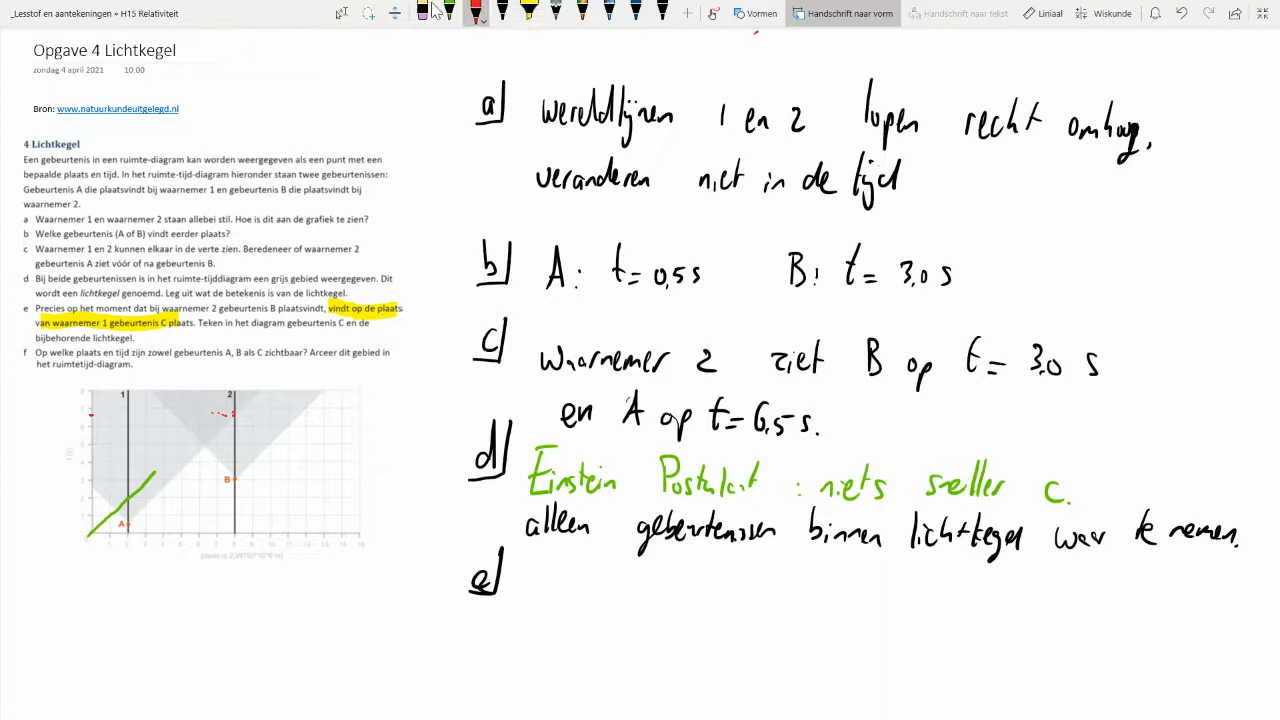 _Lesstof en aantekeningen » H15 Relativiteit
Vormen
Handschrift naar vorm
Handschrift naar tekst
Liniaal
Wiskunde
Opgave 4 Lichtkegel
zondag 4 april 2021 10:00
Bron: www.natuurkundeuitgelegd.nl
4 Lichtkegel
Een gebeurtenis in een ruimte-diagram kan worden weergegeven als een punt met een
bepaalde plaats en tijd. In het ruimte-tijd-diagram hieronder staan twee gebeurtenissen:
Gebeurtenis A die plaatsvindt bij waarnemer 1 en gebeurtenis B die plaatsvindt bij
waarnemer 2.
a Waarnemer 1 en waarnemer 2 staan allebei stil. Hoe is dit aan de grafiek te zien?
b Welke gebeurtenis (A of B) vindt eerder plaats?
c Waarnemer 1 en 2 kunnen elkaar in de verte zien. Beredeneer of waarnemer 2
gebeurtenis A ziet vóór of na gebeurtenis B.
d Bij beide gebeurtenissen is in het ruimte-tijddiagram een grijs gebied weergegeven. Dit
wordt een lichtkegel genoemd. Leg uit wat de betekenis is van de lichtkegel.
e Precies op het moment dat bij waarnemer 2 gebeurtenis B plaatsvindt, vindt op de plaats
van waarnemer 1 gebeurtenis C plaats. Teken in het diagram gebeurtenis C en de
bijbehorende lichtkegel.
f Op welke plaats en tijd zijn zowel gebeurtenis A, B als C zichtbaar? Arceer dit gebied in
het ruimtetijd-diagram.
1 2
B
A
a) wereldlijnen 1 en 2 lopen recht omhoog,
veranderen niet in de tijd
b) A: t = 0,5 s B: t = 3,0 s
c) Waarnemer 2 ziet B op t = 3,0 s
en A op t = 6,5 s.
d) Einstein Postulaat : niets sneller c.
alleen gebeurtenissen binnen lichtkegel waar te nemen.
e)